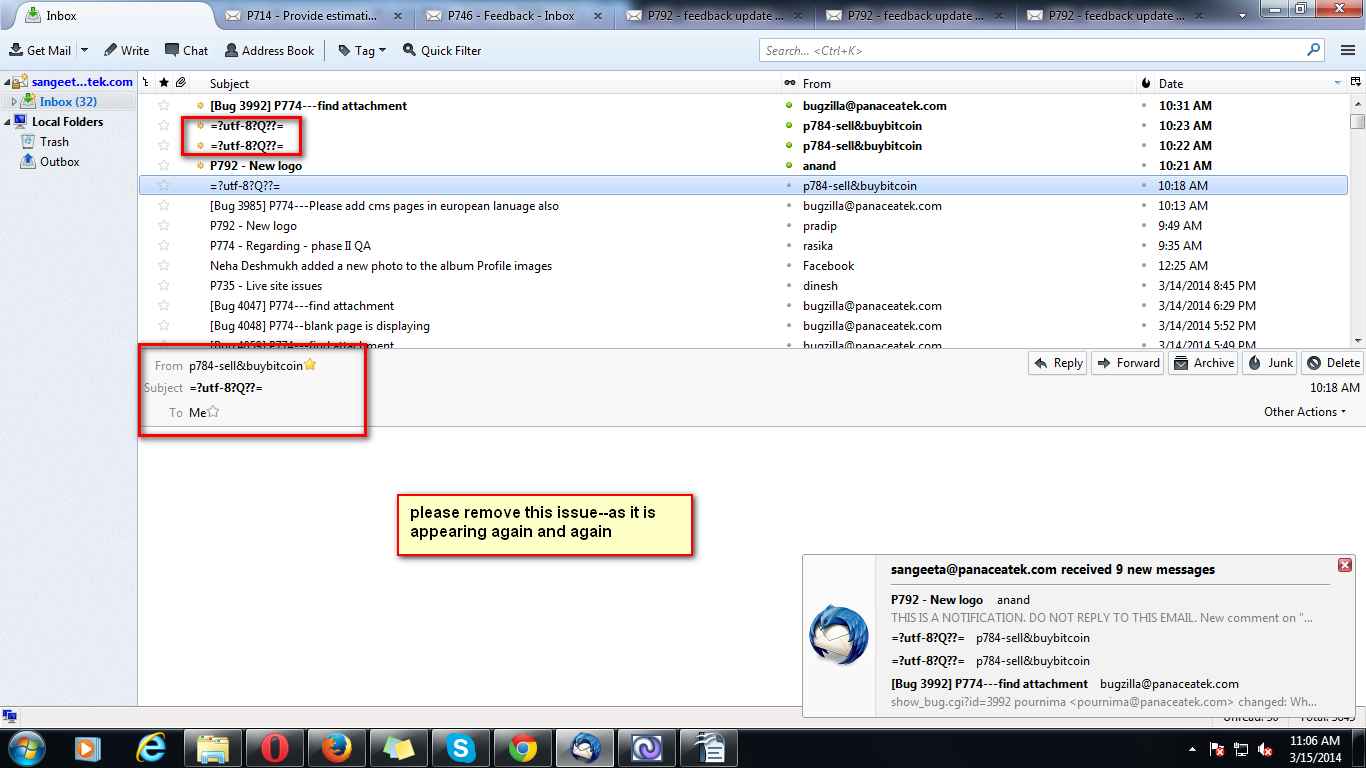 Inbox
P714 - Provide estimati...
P746 - Feedback - Inbox
P792 - feedback update ...
P792 - feedback update ...
P792 - feedback update ...
Get Mail
Write
Chat
Address Book
Tag
Quick Filter
Search... <Ctrl+K>
sangeet...tek.com
Inbox (32)
Local Folders
Trash
Outbox
Subject From Date
[Bug 3992] P774---find attachment bugzilla@panaceatek.com 10:31 AM
=?utf-8?Q??= p784-sell&buybitcoin 10:23 AM
=?utf-8?Q??= p784-sell&buybitcoin 10:22 AM
P792 - New logo anand 10:21 AM
=?utf-8?Q??= p784-sell&buybitcoin 10:18 AM
[Bug 3985] P774---Please add cms pages in european lanuage also bugzilla@panaceatek.com 10:13 AM
P792 - New logo pradip 9:49 AM
P774 - Regarding - phase II QA rasika 9:35 AM
Neha Deshmukh added a new photo to the album Profile images Facebook 12:25 AM
P735 - Live site issues dinesh 3/14/2014 8:45 PM
[Bug 4047] P774---find attachment bugzilla@panaceatek.com 3/14/2014 6:29 PM
[Bug 4048] P774--blank page is displaying bugzilla@panaceatek.com 3/14/2014 5:52 PM
[Bug 4059] P774---find attachment bugzilla@panaceatek.com 3/14/2014 5:49 PM
From p784-sell&buybitcoin
Reply Forward Archive Junk Delete
Subject =?utf-8?Q??=
10:18 AM
To Me
Other Actions
please remove this issue--as it is
appearing again and again
sangeeta@panaceatek.com received 9 new messages
P792 - New logo anand
THIS IS A NOTIFICATION. DO NOT REPLY TO THIS EMAIL. New comment on "...
=?utf-8?Q??= p784-sell&buybitcoin
=?utf-8?Q??= p784-sell&buybitcoin
[Bug 3992] P774---find attachment bugzilla@panaceatek.com
show_bug.cgi?id=3992 pournima <pournima@panaceatek.com> changed: Wh...
11:06 AM
3/15/2014